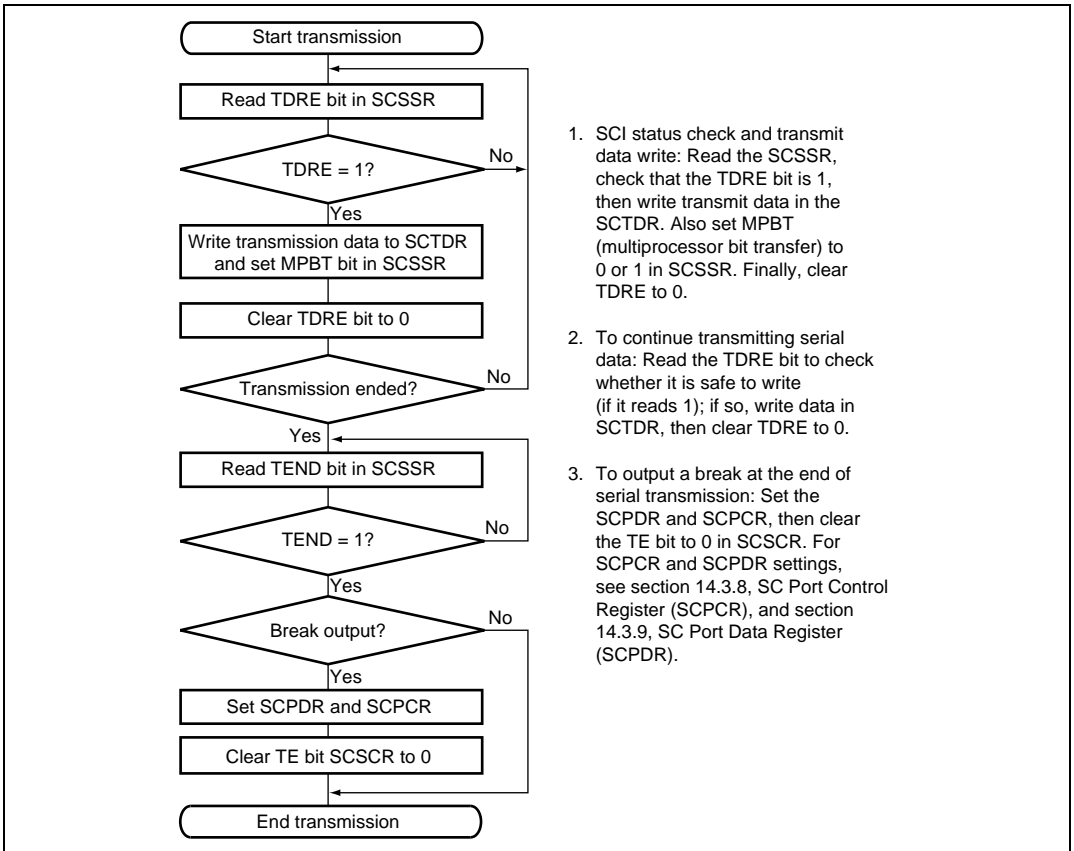 Start transmission
Read TDRE bit in SCSSR
TDRE = 1?
No
Yes
Write transmission data to SCTDR
and set MPBT bit in SCSSR
Clear TDRE bit to 0
Transmission ended?
No
Yes
Read TEND bit in SCSSR
TEND = 1?
No
Yes
Break output?
No
Yes
Set SCPDR and SCPCR
Clear TE bit SCSCR to 0
End transmission
1. SCI status check and transmit
data write: Read the SCSSR,
check that the TDRE bit is 1,
then write transmit data in the
SCTDR. Also set MPBT
(multiprocessor bit transfer) to
0 or 1 in SCSSR. Finally, clear
TDRE to 0.
2. To continue transmitting serial
data: Read the TDRE bit to check
whether it is safe to write
(if it reads 1); if so, write data in
SCTDR, then clear TDRE to 0.
3. To output a break at the end of
serial transmission: Set the
SCPDR and SCPCR, then clear
the TE bit to 0 in SCSCR. For
SCPCR and SCPDR settings,
see section 14.3.8, SC Port Control
Register (SCPCR), and section
14.3.9, SC Port Data Register
(SCPDR).